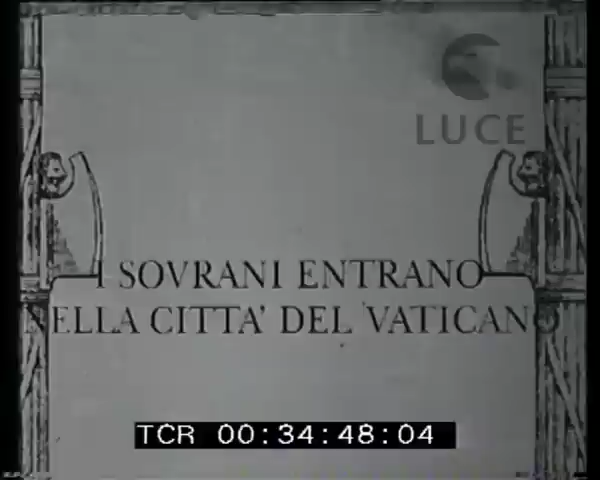 LUCE
I SOVRANI ENTRANO
NELLA CITTA' DEL VATICANO
TCR 00:34:48:04